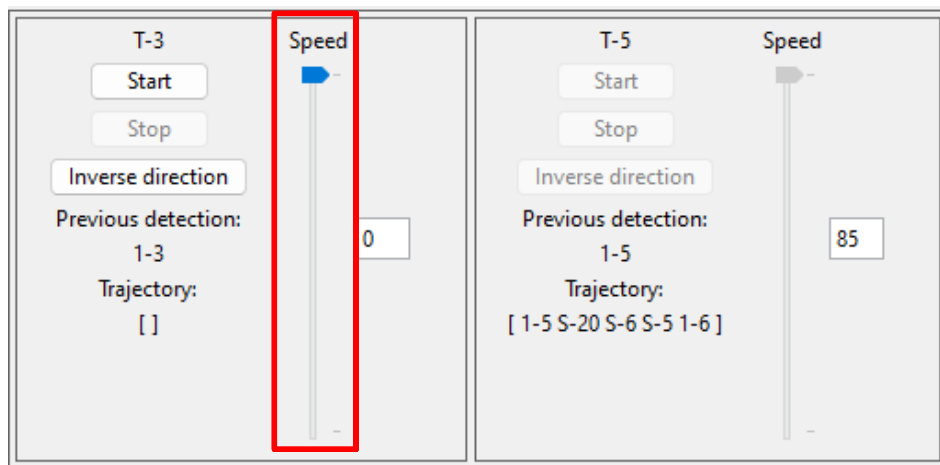 T-3
Speed
Start
Stop
Inverse direction
Previous detection:
1-3
0
Trajectory:
[ ]
T-5
Speed
Start
Stop
Inverse direction
Previous detection:
1-5
85
Trajectory:
[ 1-5 S-20 S-6 S-5 1-6 ]